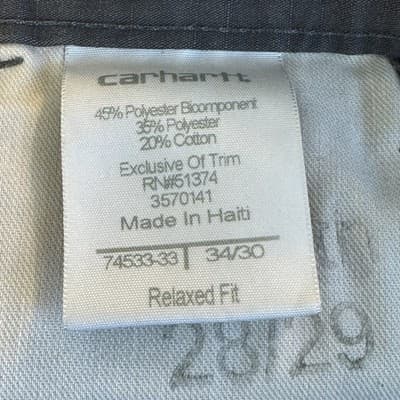 carhartt
45% Polyester Bicomponent
35% Polyester
20% Cotton
Exclusive Of Trim
RN#51374
3570141
Made In Haiti
74533-33 34/30
Relaxed Fit
28/29